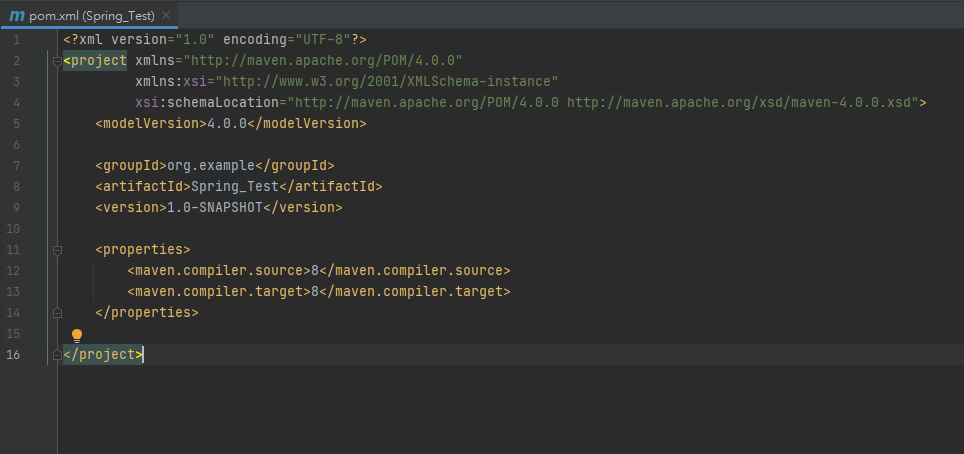 m pom.xml (Spring_Test) ×
1 <?xml version="1.0" encoding="UTF-8"?>
2 <project xmlns="http://maven.apache.org/POM/4.0.0"
3 xmlns:xsi="http://www.w3.org/2001/XMLSchema-instance"
4 xsi:schemaLocation="http://maven.apache.org/POM/4.0.0 http://maven.apache.org/xsd/maven-4.0.0.xsd">
5 <modelVersion>4.0.0</modelVersion>
6
7 <groupId>org.example</groupId>
8 <artifactId>Spring_Test</artifactId>
9 <version>1.0-SNAPSHOT</version>
10
11 <properties>
12 <maven.compiler.source>8</maven.compiler.source>
13 <maven.compiler.target>8</maven.compiler.target>
14 </properties>
15
16 </project>